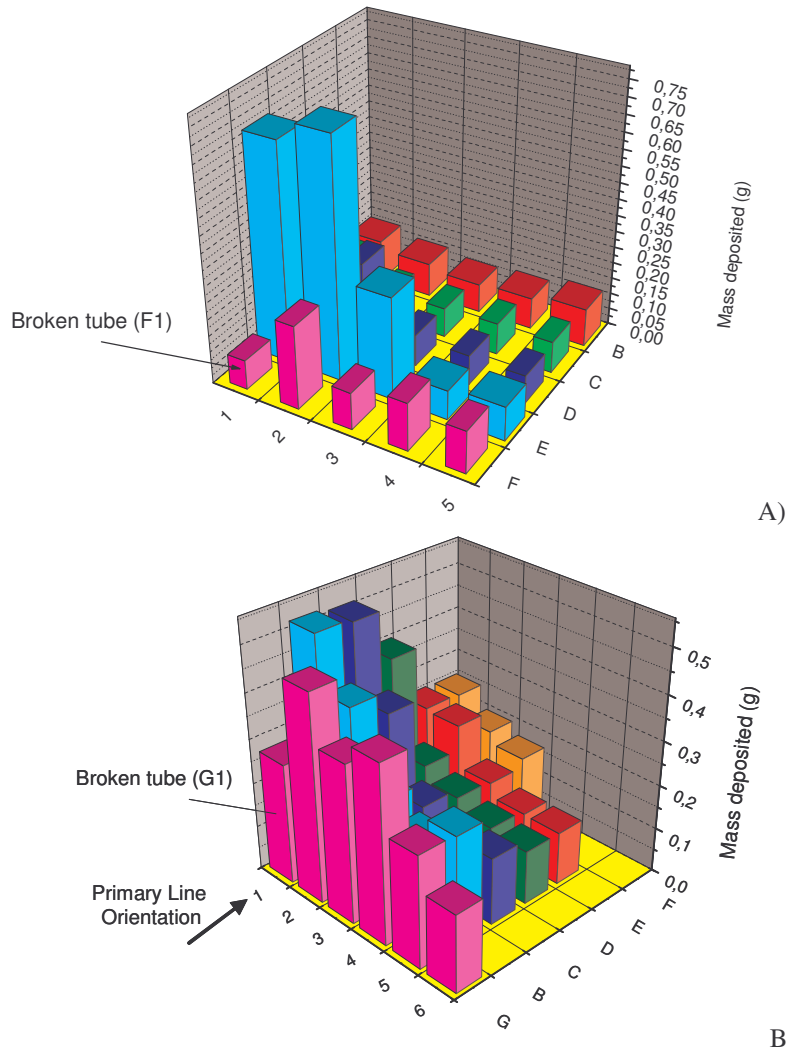 0,75
0,70
0,65
0,60
0,55
0,50
0,45
0,40
0,35
0,30
0,25
0,20
0,15
0,10
0,05
0,00
Mass deposited (g)
Broken tube (F1)
B
C
D
E
F
1
2
3
4
5
A)
0,5
0,4
0,3
0,2
0,1
0,0
Mass deposited (g)
Broken tube (G1)
Primary Line
Orientation
1
2
3
4
5
6
F
E
D
C
B
G
B